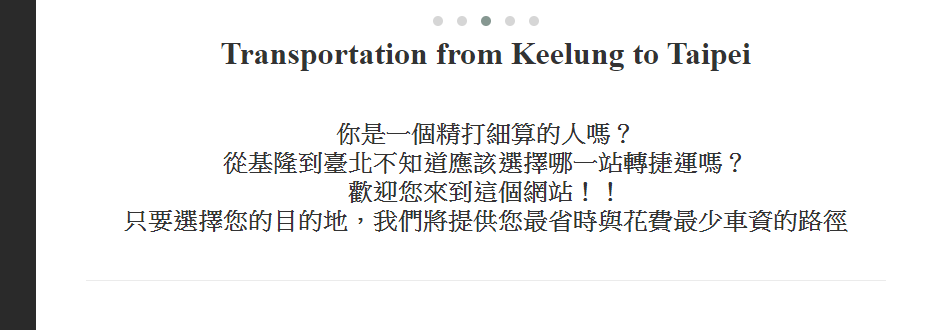 Transportation from Keelung to Taipei
你是一個精打細算的人嗎？
從基隆到臺北不知道應該選擇哪一站轉捷運嗎？
歡迎您來到這個網站！！
只要選擇您的目的地，我們將提供您最省時與花費最少車資的路徑